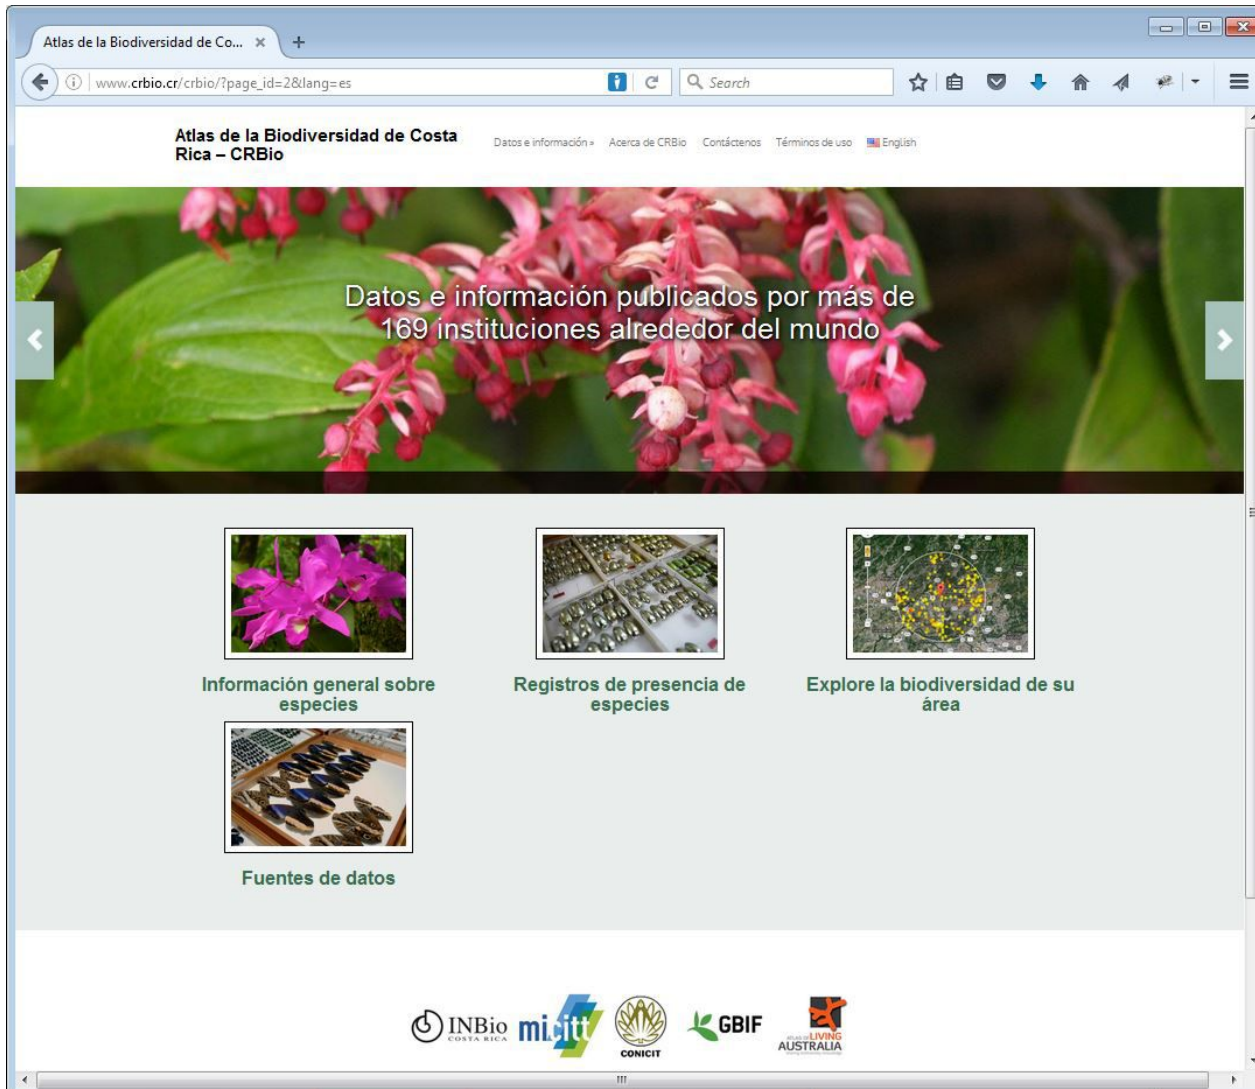 Atlas de la Biodiversidad de Co...
www.crbio.cr/crbio/?page_id=2&lang=es
Search
Atlas de la Biodiversidad de Costa
Rica – CRBio
Datos e información »
Acerca de CRBio
Contáctenos
Términos de uso
English
Datos e información publicados por más de
169 instituciones alrededor del mundo
Información general sobre
especies
Registros de presencia de
especies
Explore la biodiversidad de su
área
Fuentes de datos
INBio
COSTA RICA
micitt
CONICIT
GBIF
ATLAS OF LIVING
AUSTRALIA